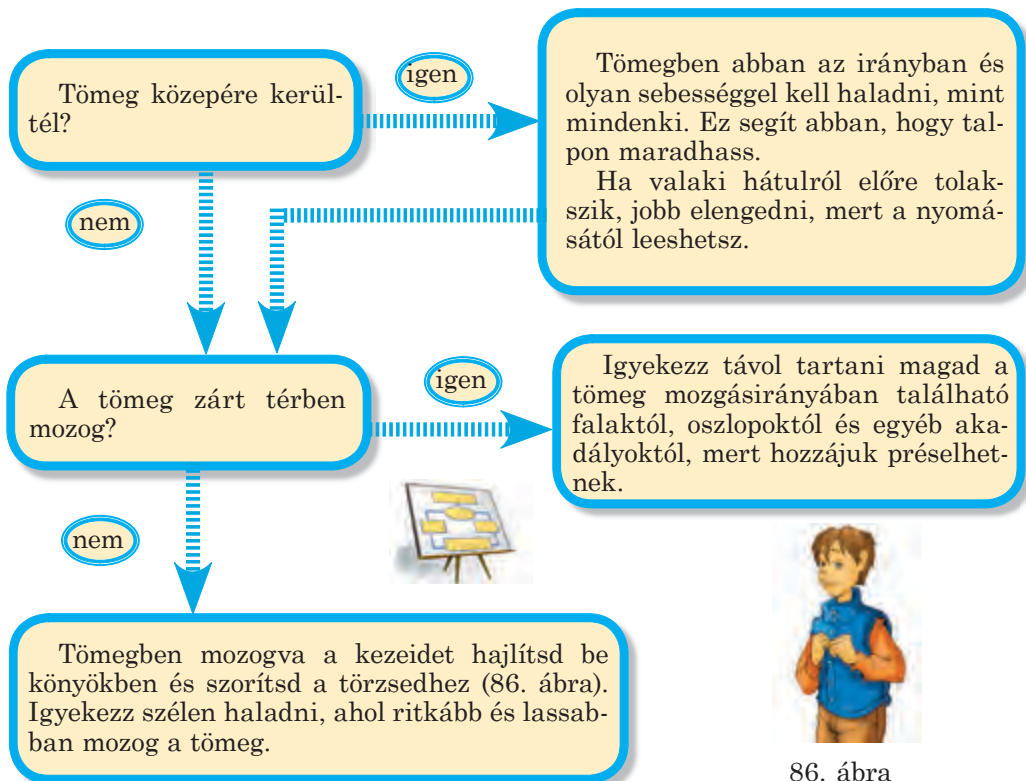 Tömeg közepére kerül-
tél?
igen
Tömegben abban az irányban és
olyan sebességgel kell haladni, mint
mindenki. Ez segít abban, hogy tal-
pon maradhass.
Ha valaki hátulról előre tolak-
szik, jobb elengedni, mert a nyomá-
sától leeshetsz.
nem
A tömeg zárt térben
mozog?
igen
Igyekezz távol tartani magad a
tömeg mozgásirányában található
falaktól, oszlopoktól és egyéb aka-
dályoktól, mert hozzájuk préselhet-
nek.
nem
Tömegben mozogva a kezeidet hajlítsd be
könyökben és szorítsd a törzsedhez (86. ábra).
Igyekezz szélen haladni, ahol ritkább és lassab-
ban mozog a tömeg.
86. ábra